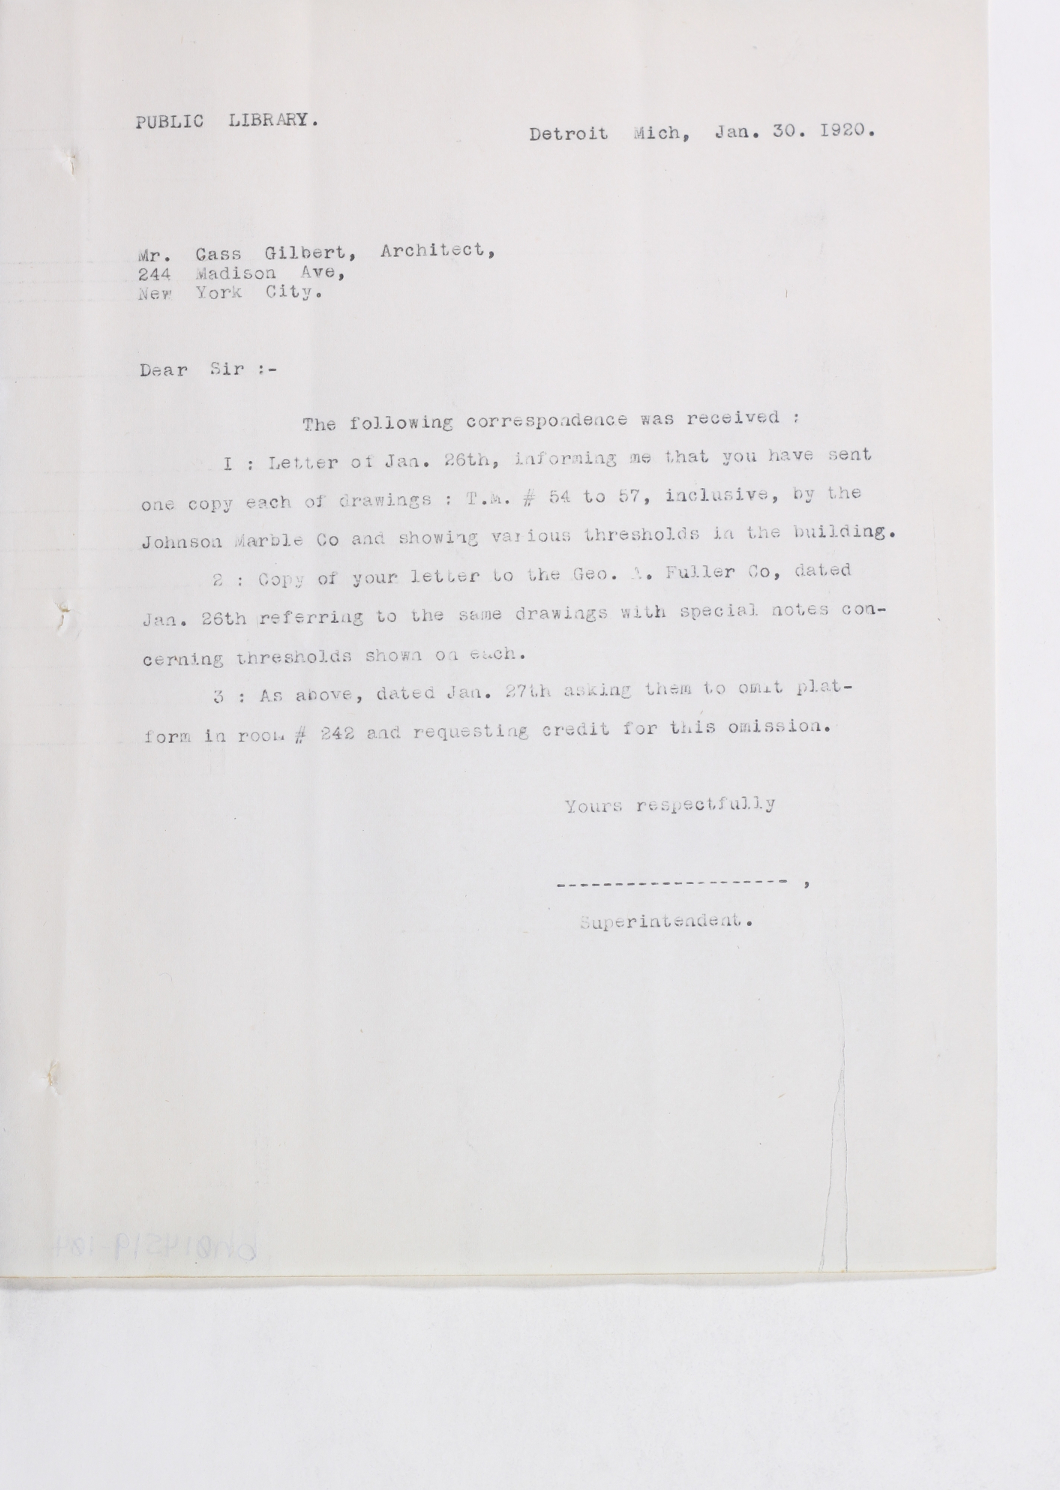 PUBLIC LIBRARY.
Detroit Mich, Jan. 30. I920.
Mr. Cass Gilbert, Architect,
244 Madison Ave,
New York City.
Dear Sir :-
The following correspondence was received :
I : Letter of Jan. 26th, informing me that you have sent
one copy each of drawings : T.M. # 54 to 57, inclusive, by the
Johnson Marble Co and showing various thresholds in the building.
2 : Copy of your letter to the Geo. A. Fuller Co, dated
Jan. 26th referring to the same drawings with special notes con-
cerning thresholds shown on each.
3 : As above, dated Jan. 27th asking them to omit plat-
form in room # 242 and requesting credit for this omission.
Yours respectfully
-------------------- ,
Superintendent.